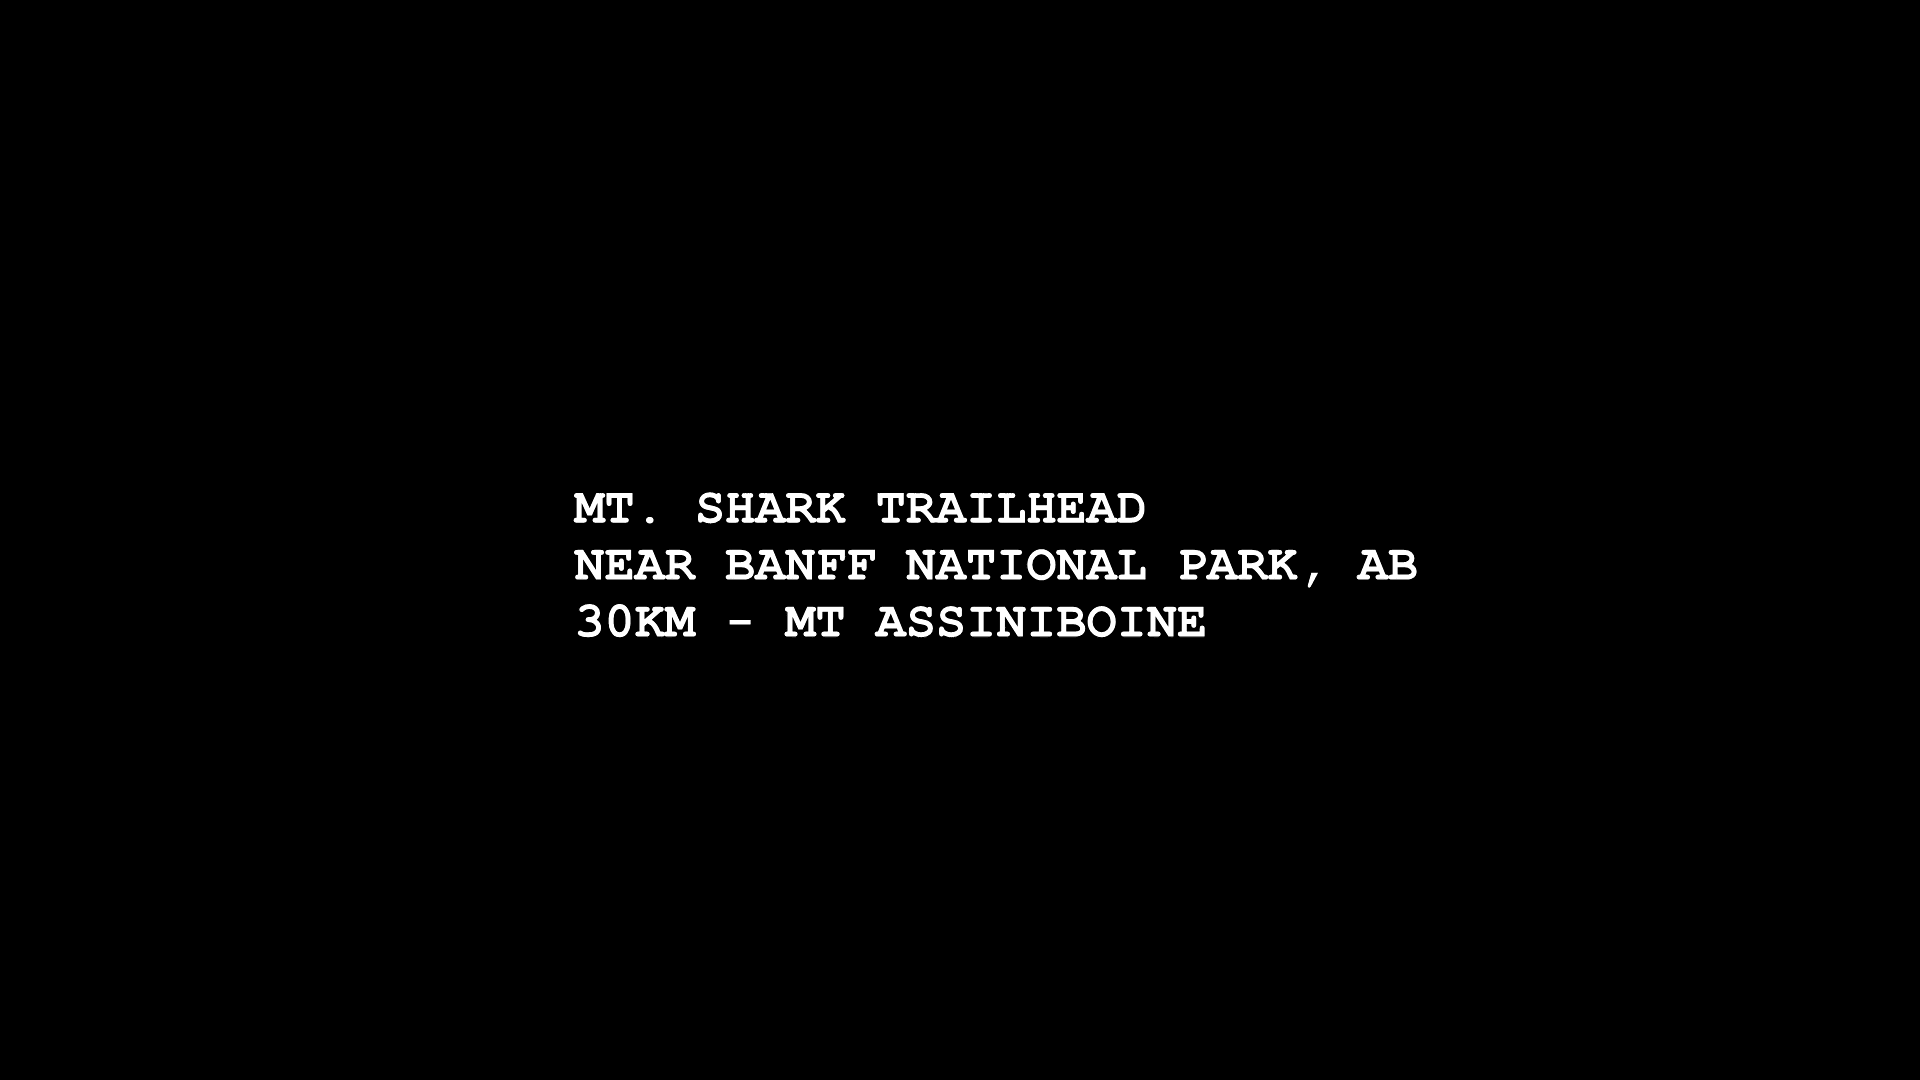 MT. SHARK TRAILHEAD
NEAR BANFF NATIONAL PARK, AB
30KM - MT ASSINIBOINE